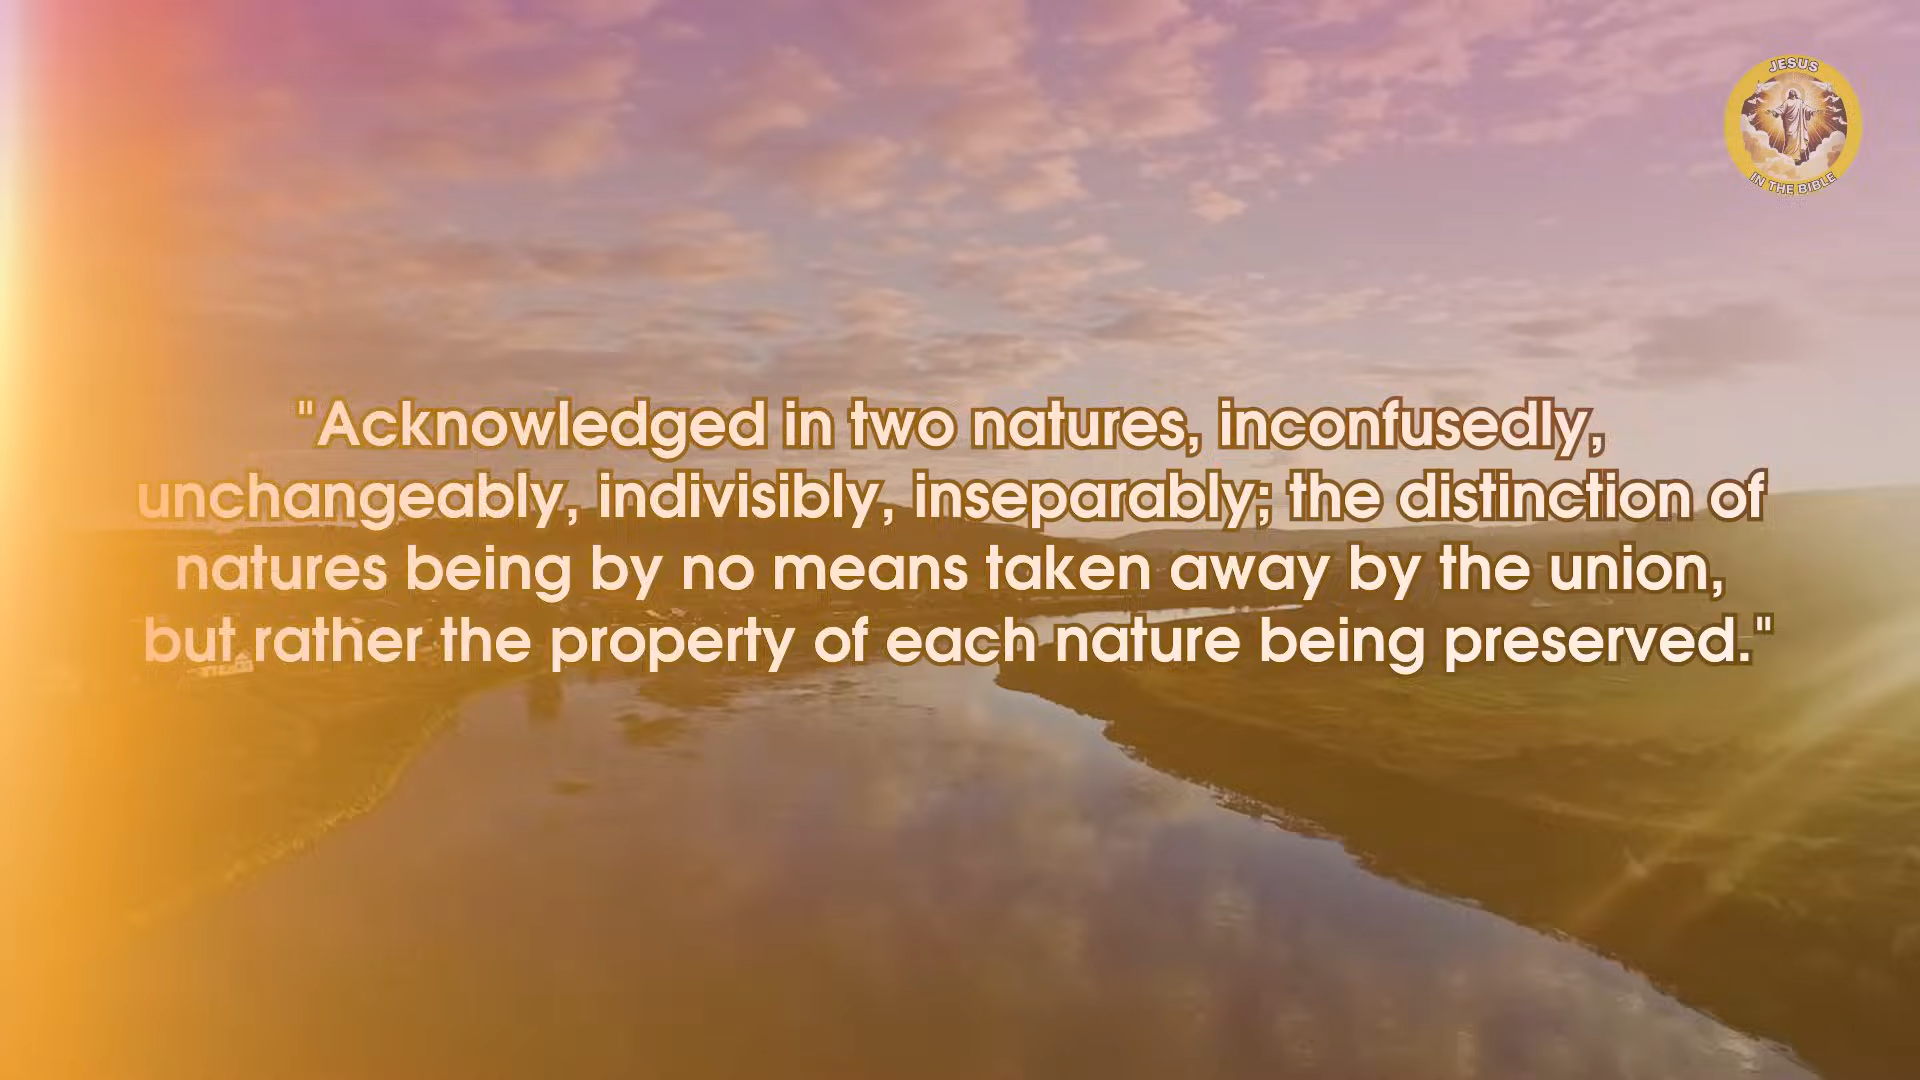 JESUS
IN THE BIBLE
"Acknowledged in two natures, inconfusedly,
unchangeably, indivisibly, inseparably; the distinction of
natures being by no means taken away by the union,
but rather the property of each nature being preserved."